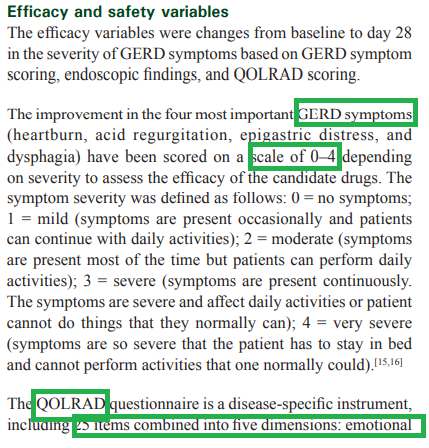 Efficacy and safety variables
The efficacy variables were changes from baseline to day 28
in the severity of GERD symptoms based on GERD symptom
scoring, endoscopic findings, and QOLRAD scoring.
The improvement in the four most important GERD symptoms
(heartburn, acid regurgitation, epigastric distress, and
dysphagia) have been scored on a scale of 0–4 depending
on severity to assess the efficacy of the candidate drugs. The
symptom severity was defined as follows: 0 = no symptoms;
1 = mild (symptoms are present occasionally and patients
can continue with daily activities); 2 = moderate (symptoms
are present most of the time but patients can perform daily
activities); 3 = severe (symptoms are present continuously.
The symptoms are severe and affect daily activities or patient
cannot do things that they normally can); 4 = very severe
(symptoms are so severe that the patient has to stay in bed
and cannot perform activities that one normally could).[15,16]
The QOLRAD questionnaire is a disease-specific instrument,
including 25 items combined into five dimensions: emotional